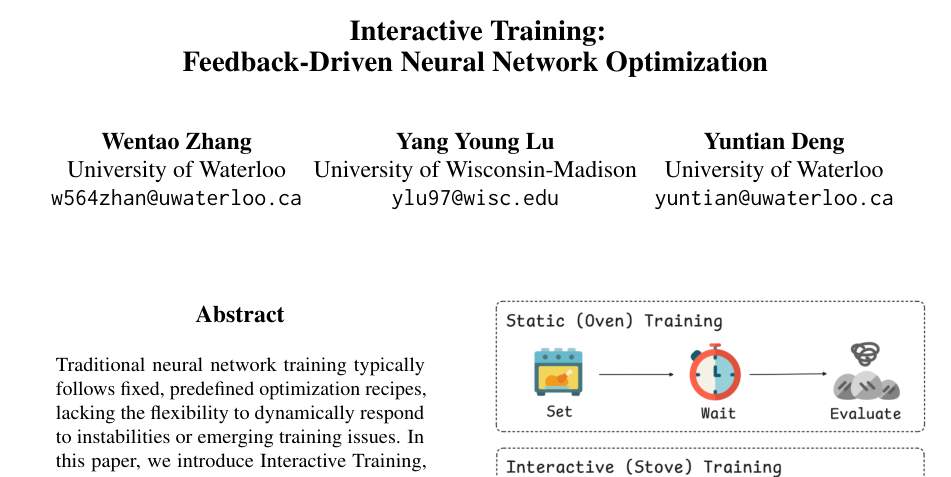 Interactive Training:
Feedback-Driven Neural Network Optimization
Wentao Zhang
University of Waterloo
w564zhan@uwaterloo.ca
Yang Young Lu
University of Wisconsin-Madison
ylu97@wisc.edu
Yuntian Deng
University of Waterloo
yuntian@uwaterloo.ca
Abstract
Traditional neural network training typically
follows fixed, predefined optimization recipes,
lacking the flexibility to dynamically respond
to instabilities or emerging training issues. In
this paper, we introduce Interactive Training,
Static (Oven) Training
Set
Wait
Evaluate
Interactive (Stove) Training